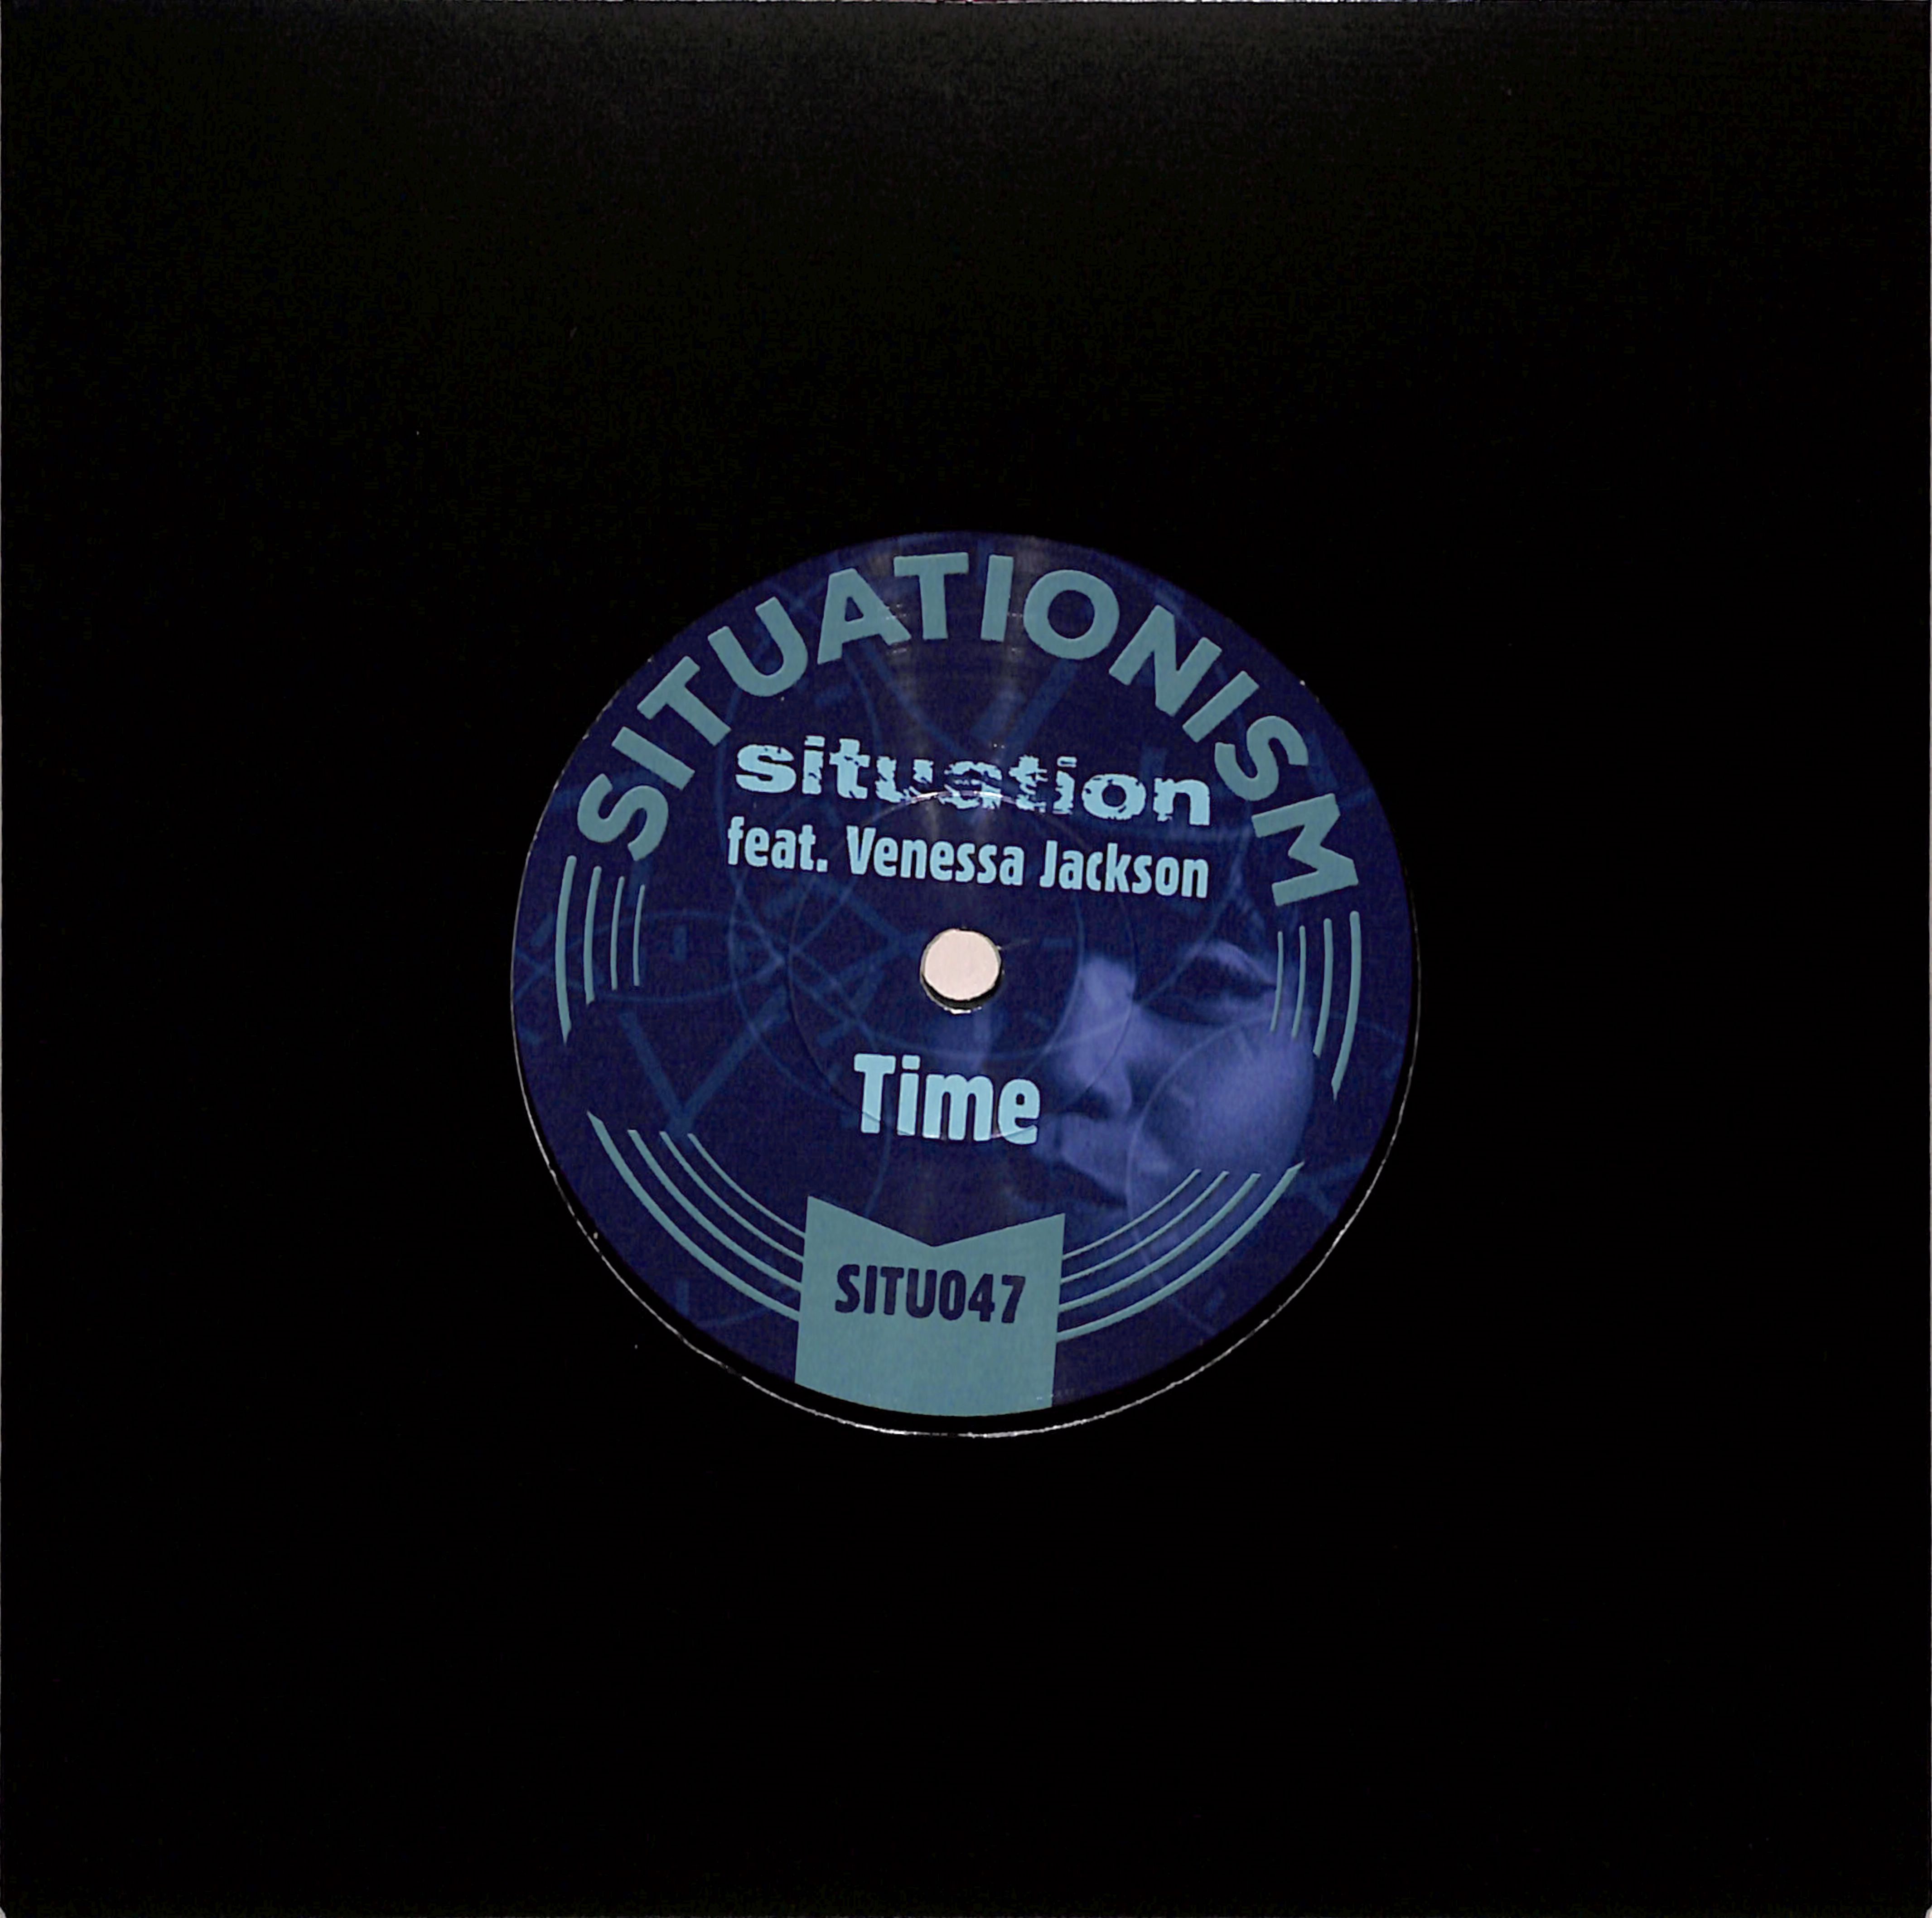 SITUATIONISM
situation
feat. Venessa Jackson
Time
SITU047